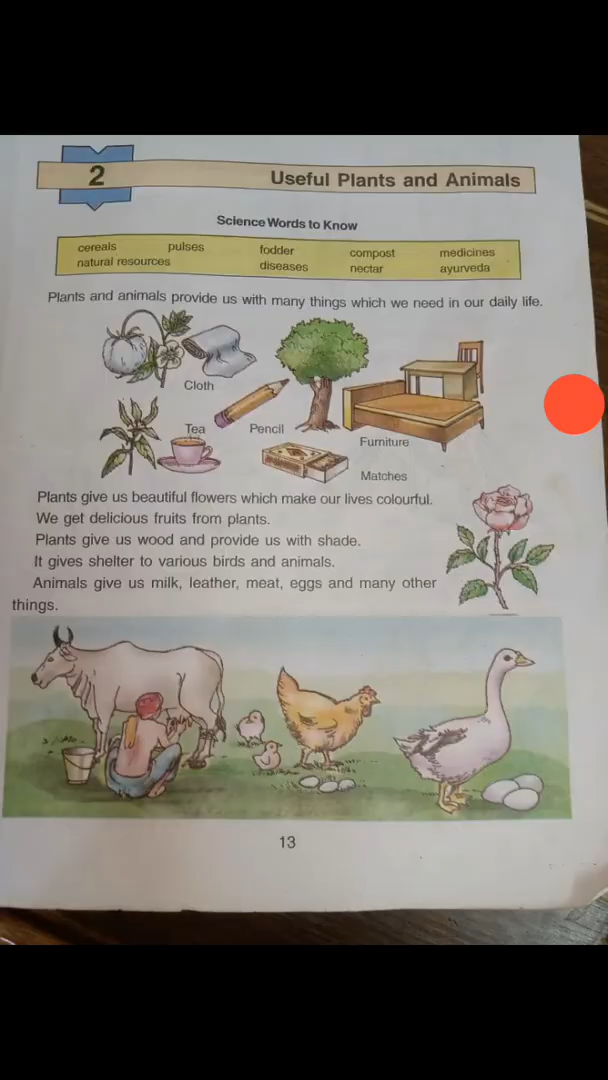 2
Useful Plants and Animals
Science Words to Know
cereals pulses fodder compost medicines
natural resources diseases nectar ayurveda
Plants and animals provide us with many things which we need in our daily life.
Cloth
Tea
Pencil
Furniture
Matches
Plants give us beautiful flowers which make our lives colourful.
We get delicious fruits from plants.
Plants give us wood and provide us with shade.
It gives shelter to various birds and animals.
Animals give us milk, leather, meat, eggs and many other
things.
13